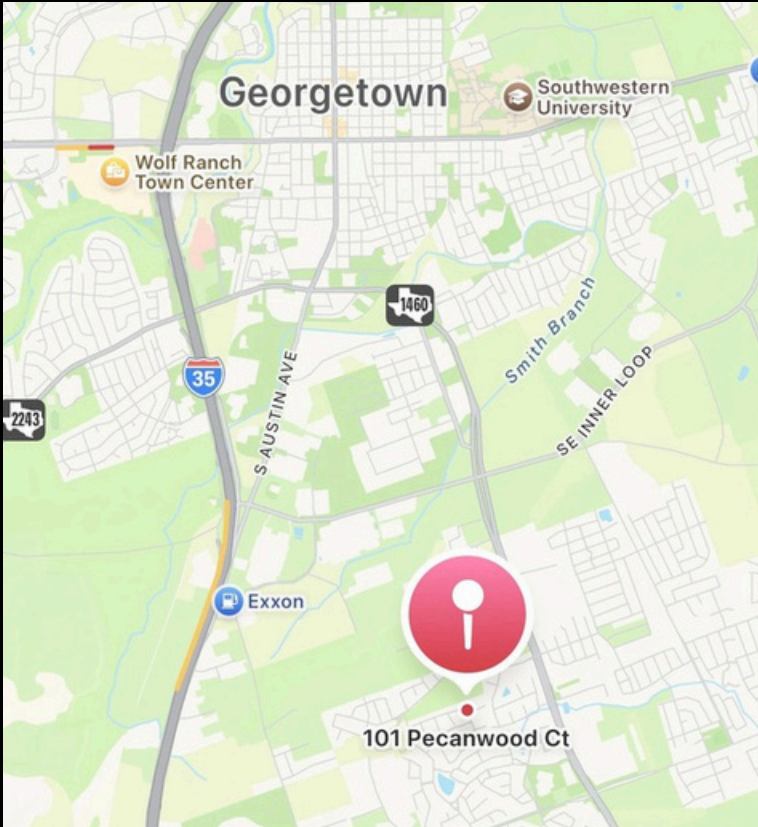 Georgetown
Southwestern
University
Wolf Ranch
Town Center
1460
Smith Branch
35
S AUSTIN AVE
SE INNER LOOP
2243
Exxon
101 Pecanwood Ct